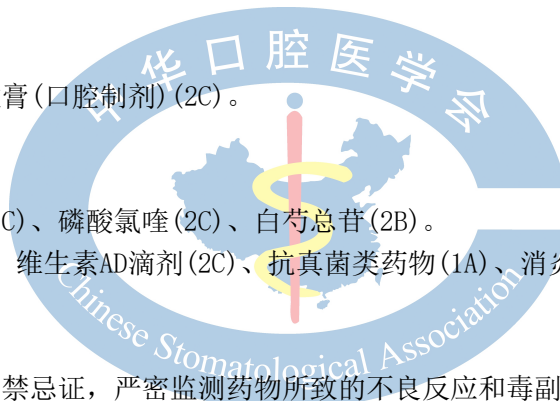 中华口腔医学会
膏(口腔制剂)(2C)。
C)、磷酸氯喹(2C)、白芍总苷(2B)。
维生素AD滴剂(2C)、抗真菌类药物(1A)、消
Chinese Stomatological Association
禁忌证，严密监测药物所致的不良反应和毒副